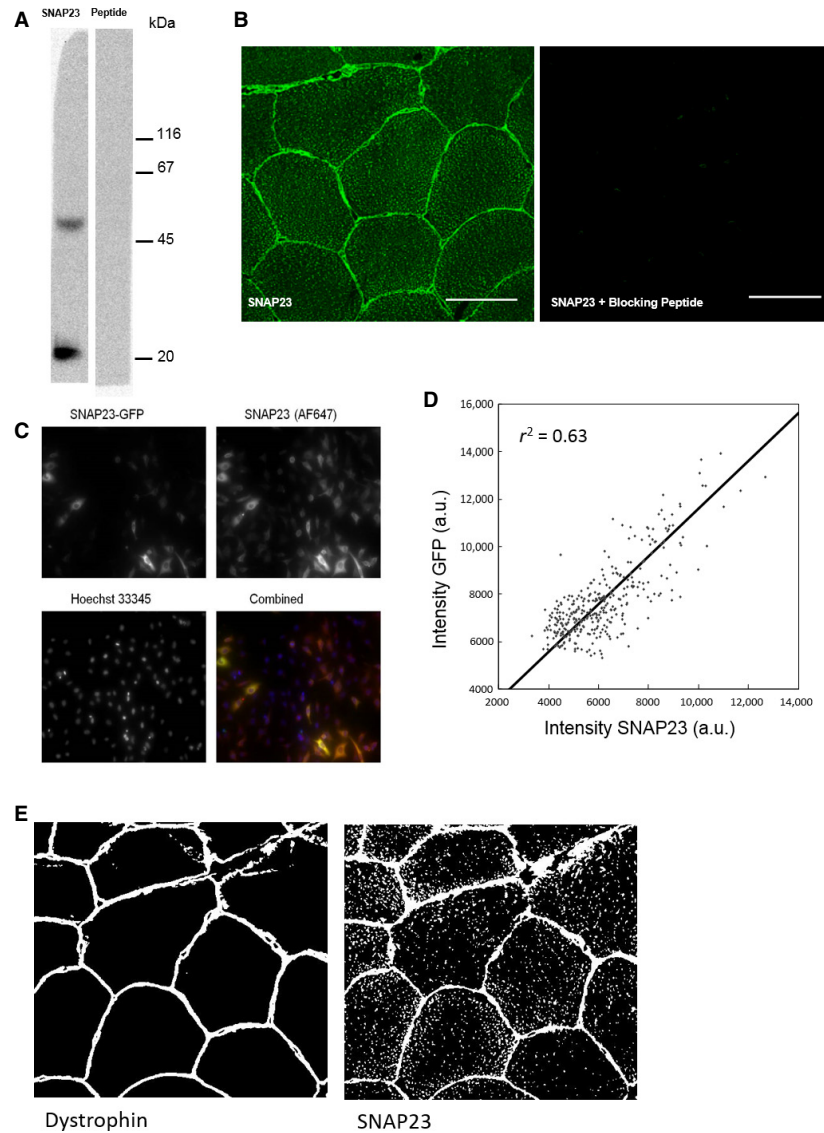 A
SNAP23 Peptide
kDa
116
67
45
20
B
SNAP23
SNAP23 + Blocking Peptide
C
SNAP23-GFP
SNAP23 (AF647)
Hoechst 33345
Combined
D
r² = 0.63
16,000
14,000
12,000
10,000
8000
6000
4000
Intensity GFP (a.u.)
2000 4000 6000 8000 10,000 12,000 14,000
Intensity SNAP23 (a.u.)
E
Dystrophin
SNAP23